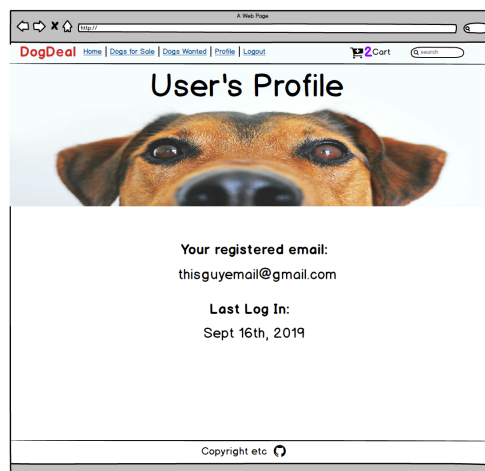 A Web Page
http://
DogDeal Home | Dogs for Sale | Dogs Wanted | Profile | Logout 2 Cart search
User's Profile
Your registered email:
thisguyemail@gmail.com
Last Log In:
Sept 16th, 2019
Copyright etc